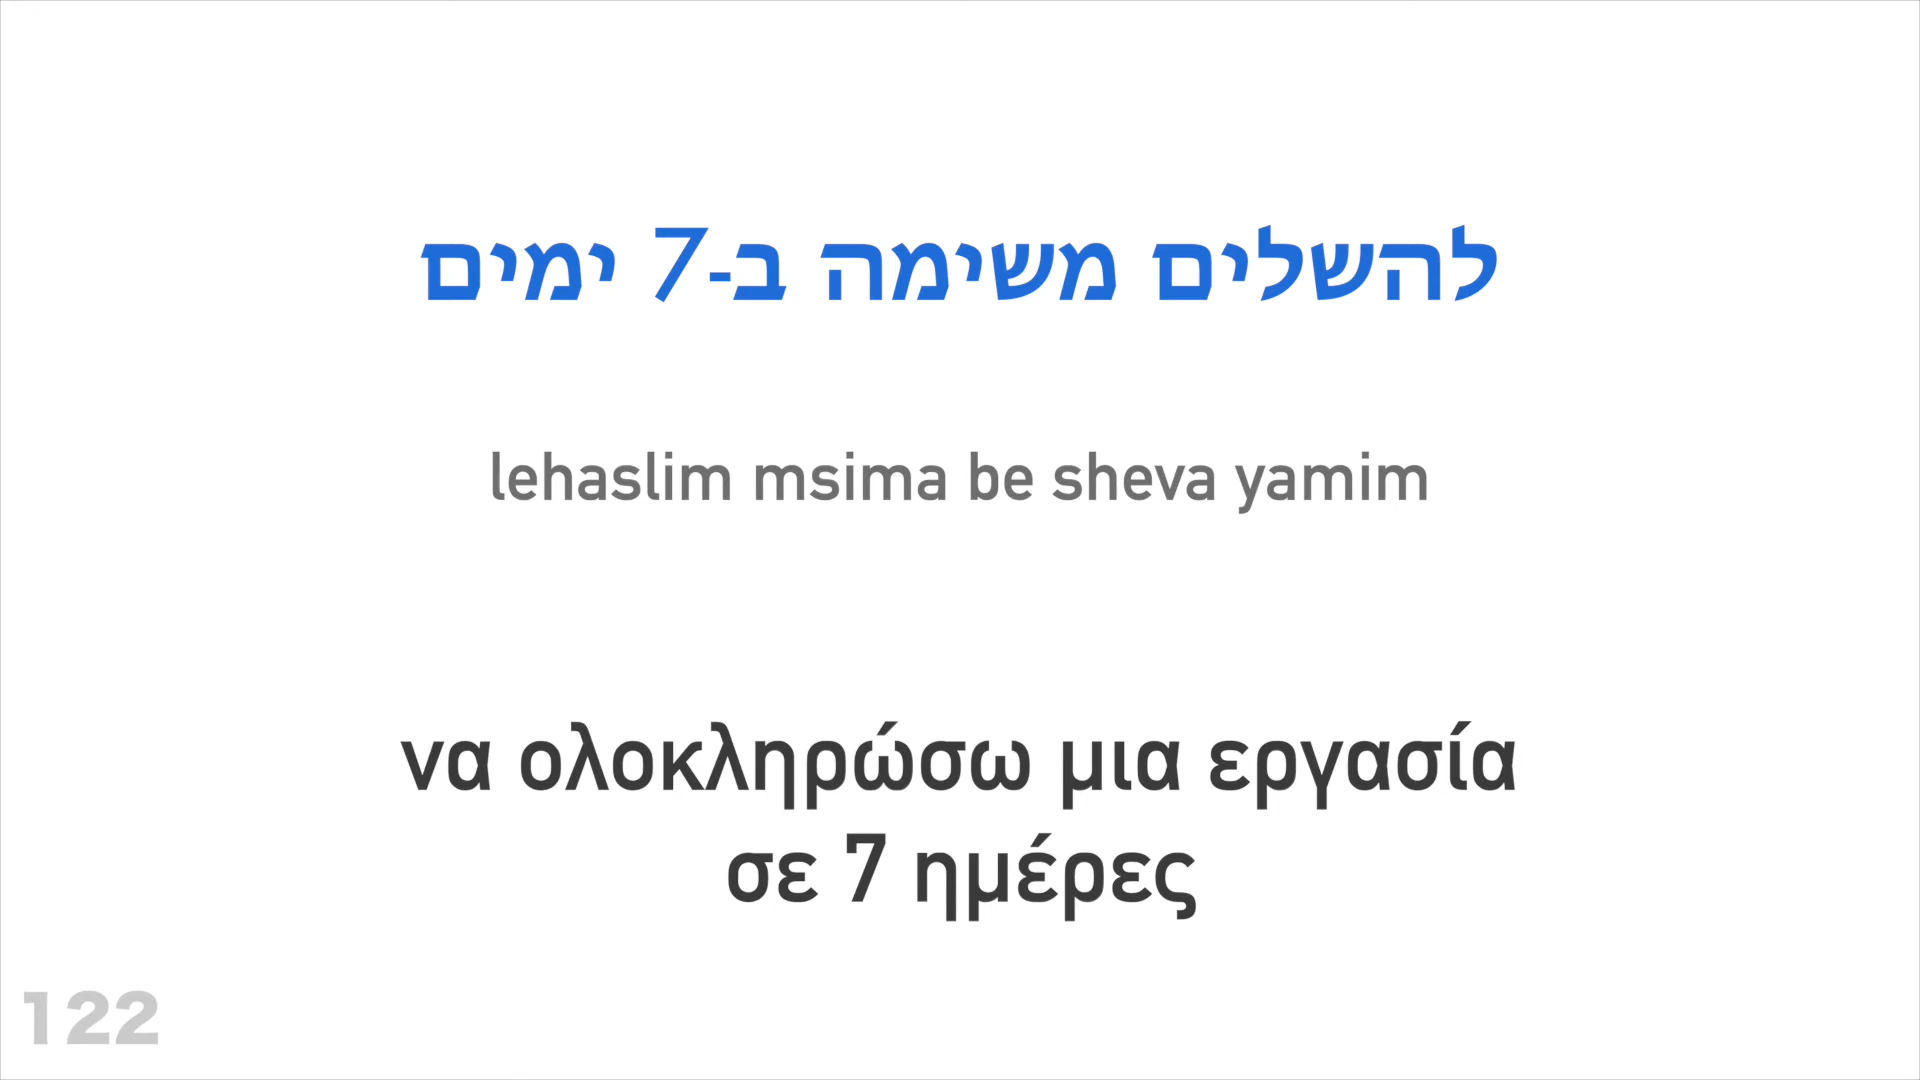 להשלים משימה ב-7 ימים
lehaslim msima be sheva yamim
να ολοκληρώσω μια εργασία
σε 7 ημέρες
122